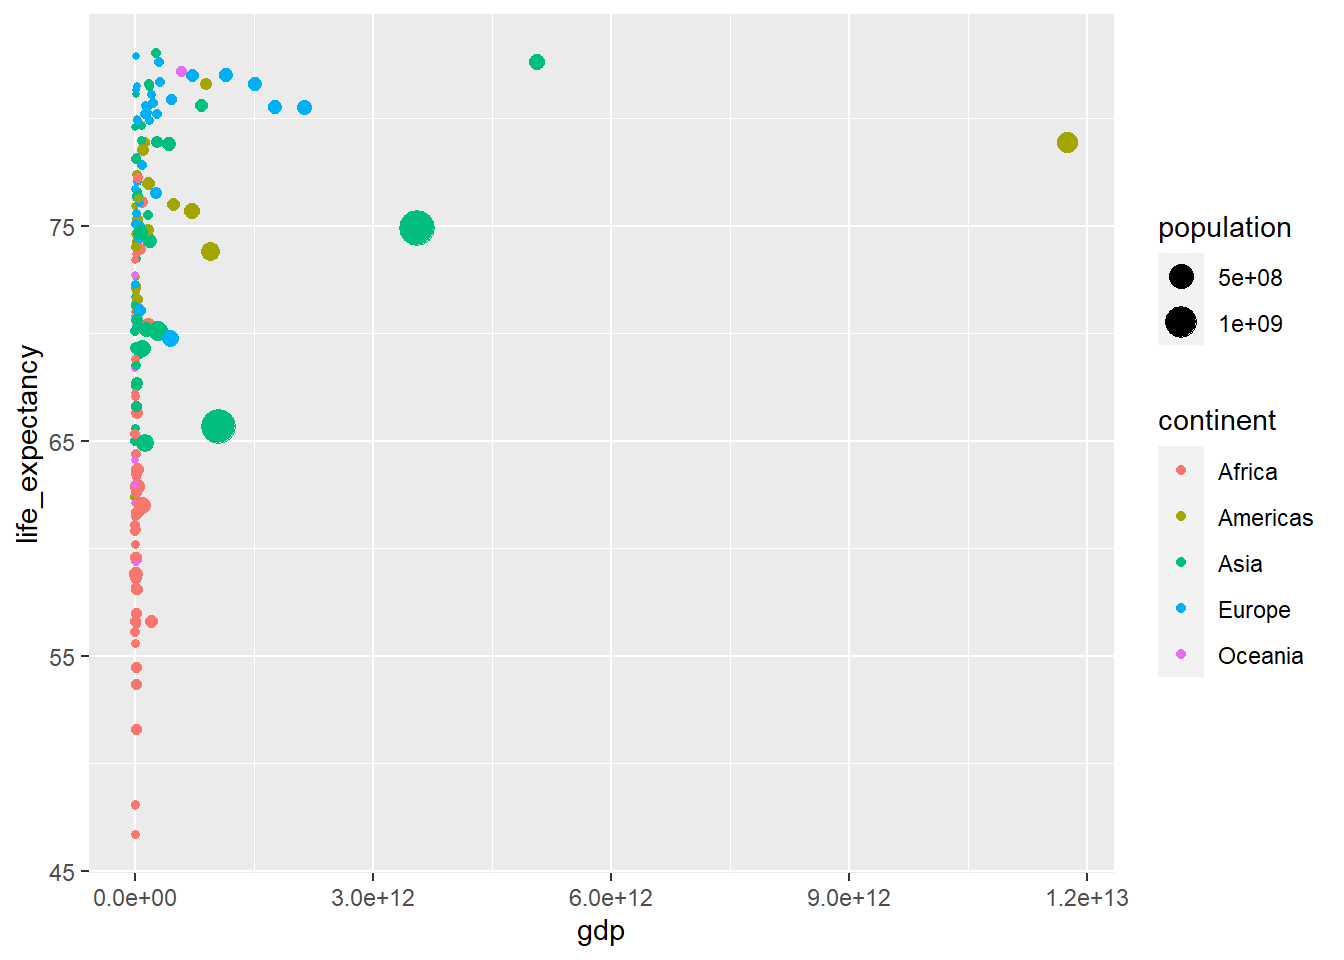 75
65
55
45
life_expectancy
0.0e+00
3.0e+12
6.0e+12
9.0e+12
1.2e+13
gdp
population
5e+08
1e+09
continent
Africa
Americas
Asia
Europe
Oceania